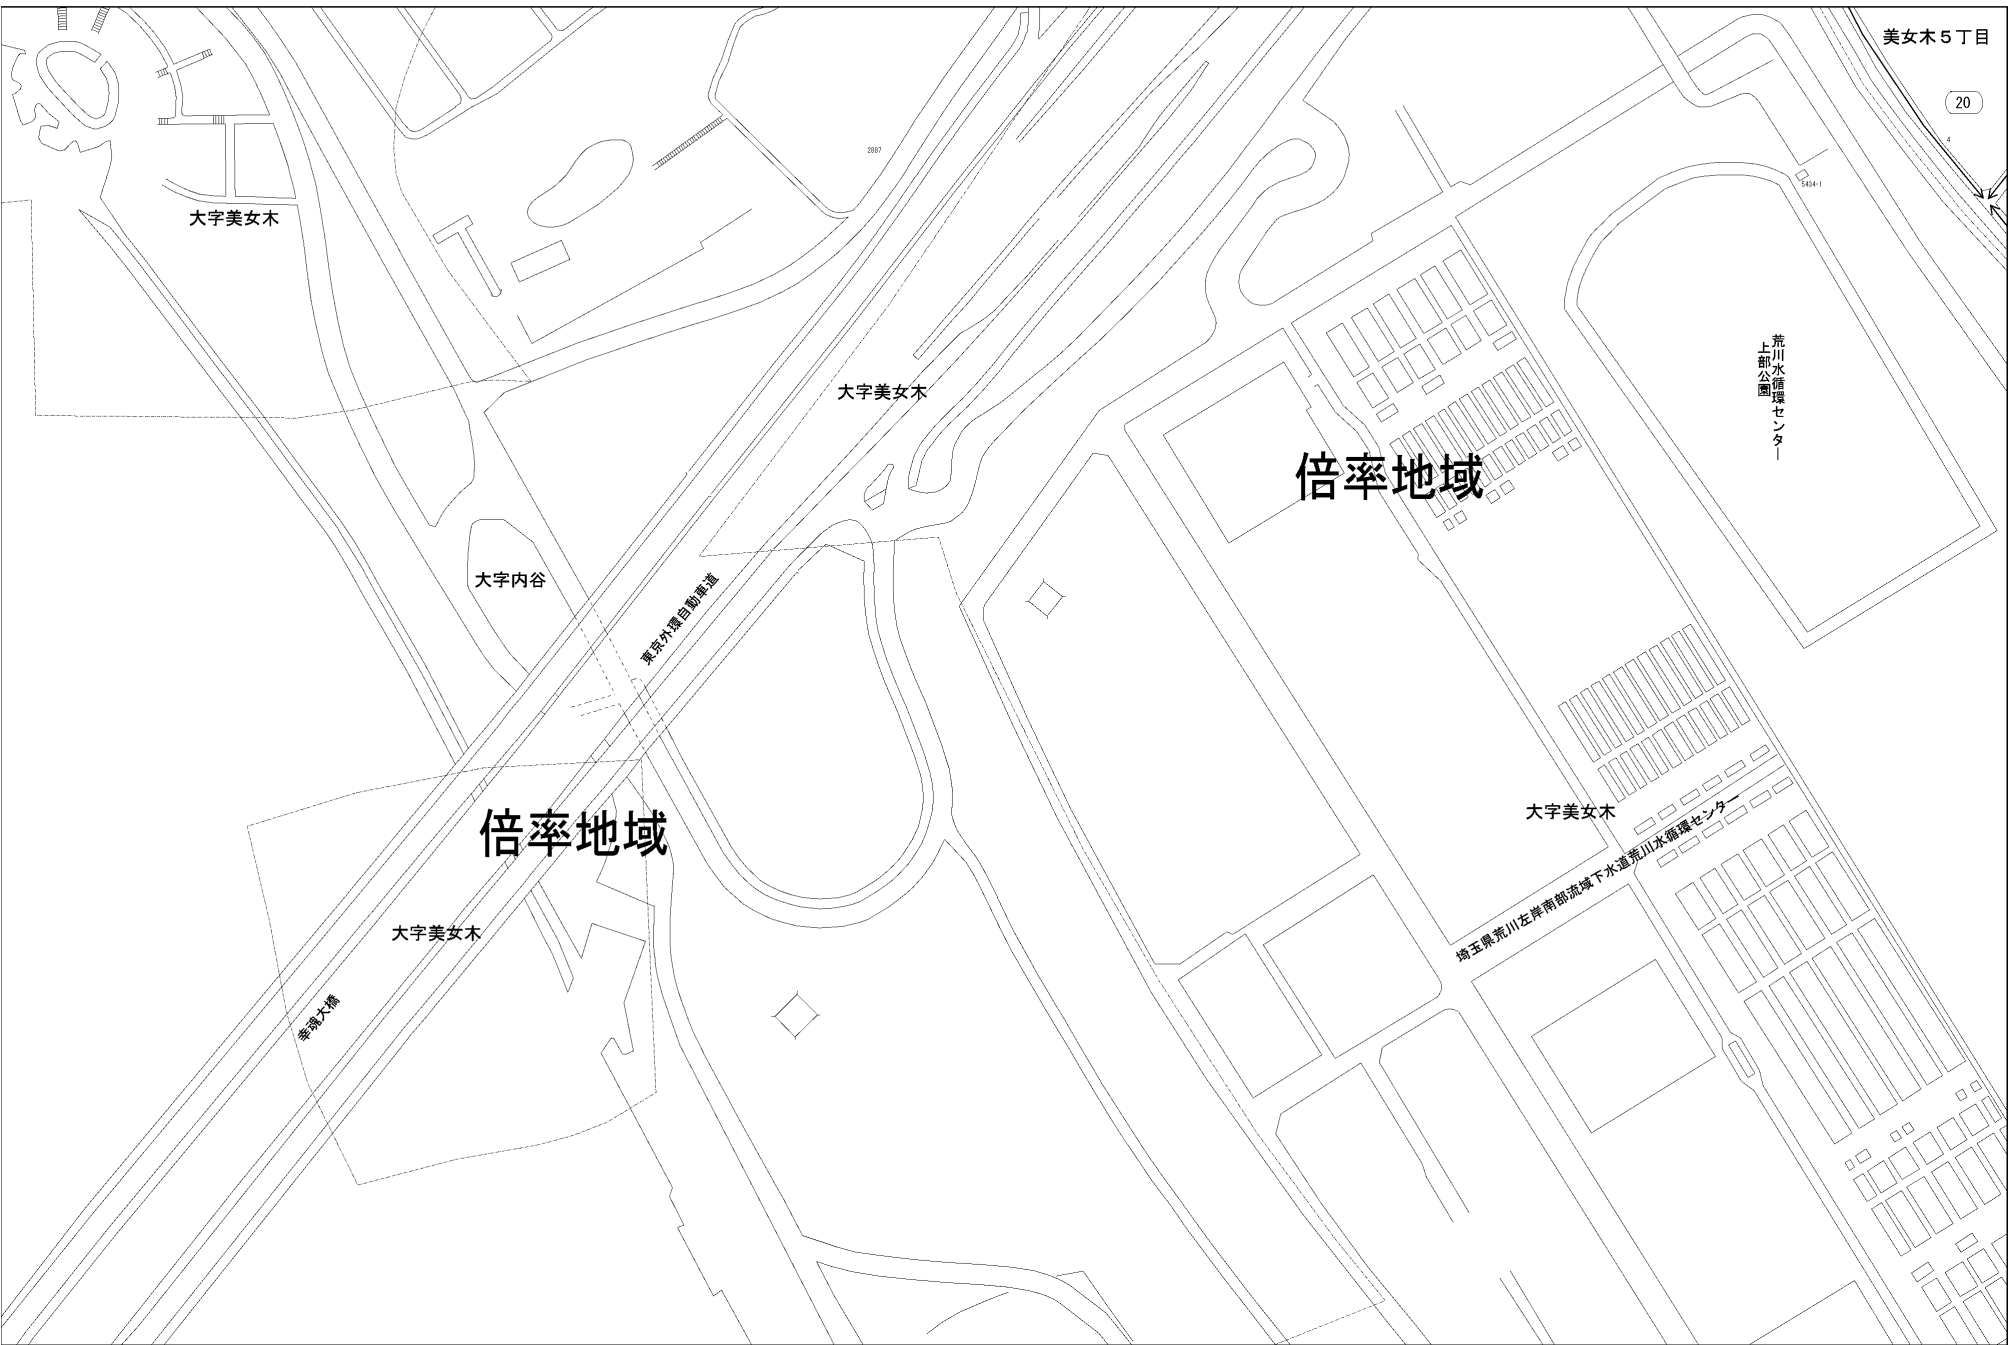 美女木５丁目
20
4
2887
5434-1
大字美女木
荒川水循環センター
上部公園
大字美女木
倍率地域
大字内谷
東京外環自動車道
大字美女木
倍率地域
埼玉県荒川左岸南部流域下水道荒川水循環センター
大字美女木
幸魂大橋